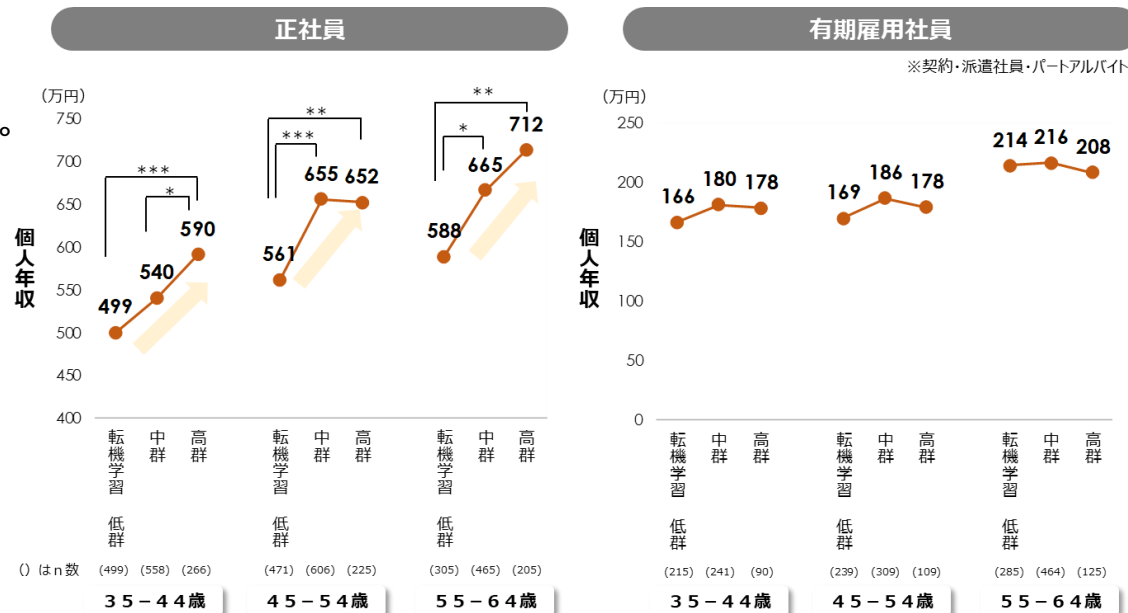 。
正社員
(万円)
750
700
650
600
550
500
450
400
個人年収
***
*
499
540
590
**
***
561
655
652
**
*
588
665
712
転機学習 低群
中群
高群
転機学習 低群
中群
高群
転機学習 低群
中群
高群
() はn数
(499) (558) (266)
(471) (606) (225)
(305) (465) (205)
35－44歳
45－54歳
55－64歳
有期雇用社員
※契約・派遣社員・パートアルバイト
(万円)
250
200
150
100
50
0
個人年収
166
180
178
169
186
178
214
216
208
転機学習 低群
中群
高群
転機学習 低群
中群
高群
転機学習 低群
中群
高群
(215) (241) (90)
(239) (309) (109)
(285) (464) (125)
35－44歳
45－54歳
55－64歳